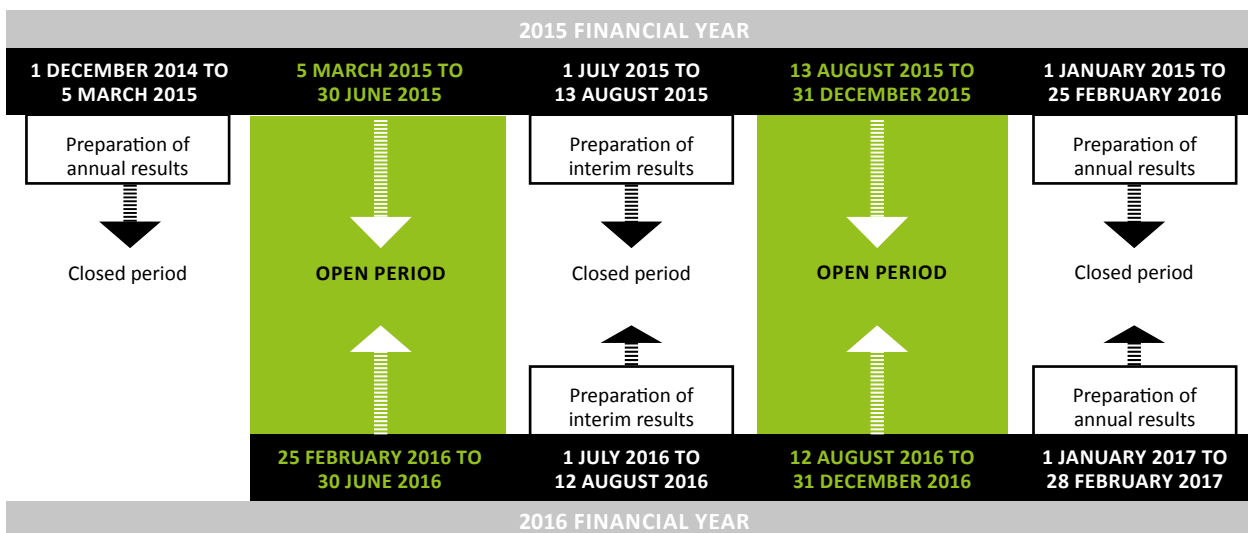 2015 FINANCIAL YEAR
1 DECEMBER 2014 TO
5 MARCH 2015
5 MARCH 2015 TO
30 JUNE 2015
1 JULY 2015 TO
13 AUGUST 2015
13 AUGUST 2015 TO
31 DECEMBER 2015
1 JANUARY 2015 TO
25 FEBRUARY 2016
Preparation of
annual results
Preparation of
interim results
Preparation of
annual results
Closed period
OPEN PERIOD
Closed period
OPEN PERIOD
Closed period
Preparation of
interim results
Preparation of
annual results
25 FEBRUARY 2016 TO
30 JUNE 2016
1 JULY 2016 TO
12 AUGUST 2016
12 AUGUST 2016 TO
31 DECEMBER 2016
1 JANUARY 2017 TO
28 FEBRUARY 2017
2016 FINANCIAL YEAR